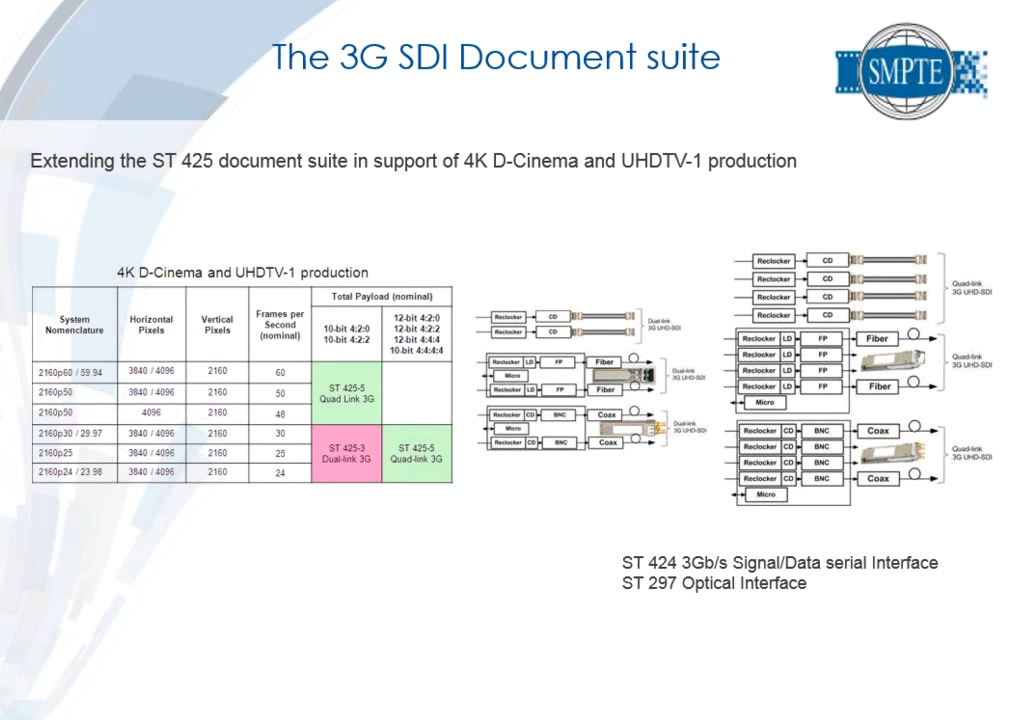 The 3G SDI Document suite
SMPTE
Extending the ST 425 document suite in support of 4K D-Cinema and UHDTV-1 production
4K D-Cinema and UHDTV-1 production
System Nomenclature
Horizontal Pixels
Vertical Pixels
Frames per Second (nominal)
Total Payload (nominal)
10-bit 4:2:0
10-bit 4:2:2
12-bit 4:2:0
12-bit 4:2:2
12-bit 4:4:4
10-bit 4:4:4:4
2160p60 / 59.94 3840 / 4096 2160 60
2160p50 3840 / 4096 2160 50
2160p50 4096 2160 48
ST 425-5
Quad Link 3G
2160p30 / 29.97 3840 / 4096 2160 30
2160p25 3840 / 4096 2160 25
2160p24 / 23.98 3840 / 4096 2160 24
ST 425-3
Dual-link 3G
ST 425-5
Quad-link 3G
Reclocker CD
Reclocker CD
Dual-link
3G UHD-SDI
Reclocker LD FP Fiber
Micro
Reclocker LD FP Fiber
Dual-link
3G UHD-SDI
Reclocker CD BNC Coax
Micro
Reclocker CD BNC Coax
Dual-link
3G UHD-SDI
Reclocker CD
Reclocker CD
Reclocker CD
Reclocker CD
Quad-link
3G UHD-SDI
Reclocker LD FP Fiber
Reclocker LD FP
Reclocker LD FP
Reclocker LD FP Fiber
Micro
Quad-link
3G UHD-SDI
Reclocker CD BNC Coax
Reclocker CD BNC
Reclocker CD BNC
Reclocker CD BNC Coax
Micro
Quad-link
3G UHD-SDI
ST 424 3Gb/s Signal/Data serial Interface
ST 297 Optical Interface